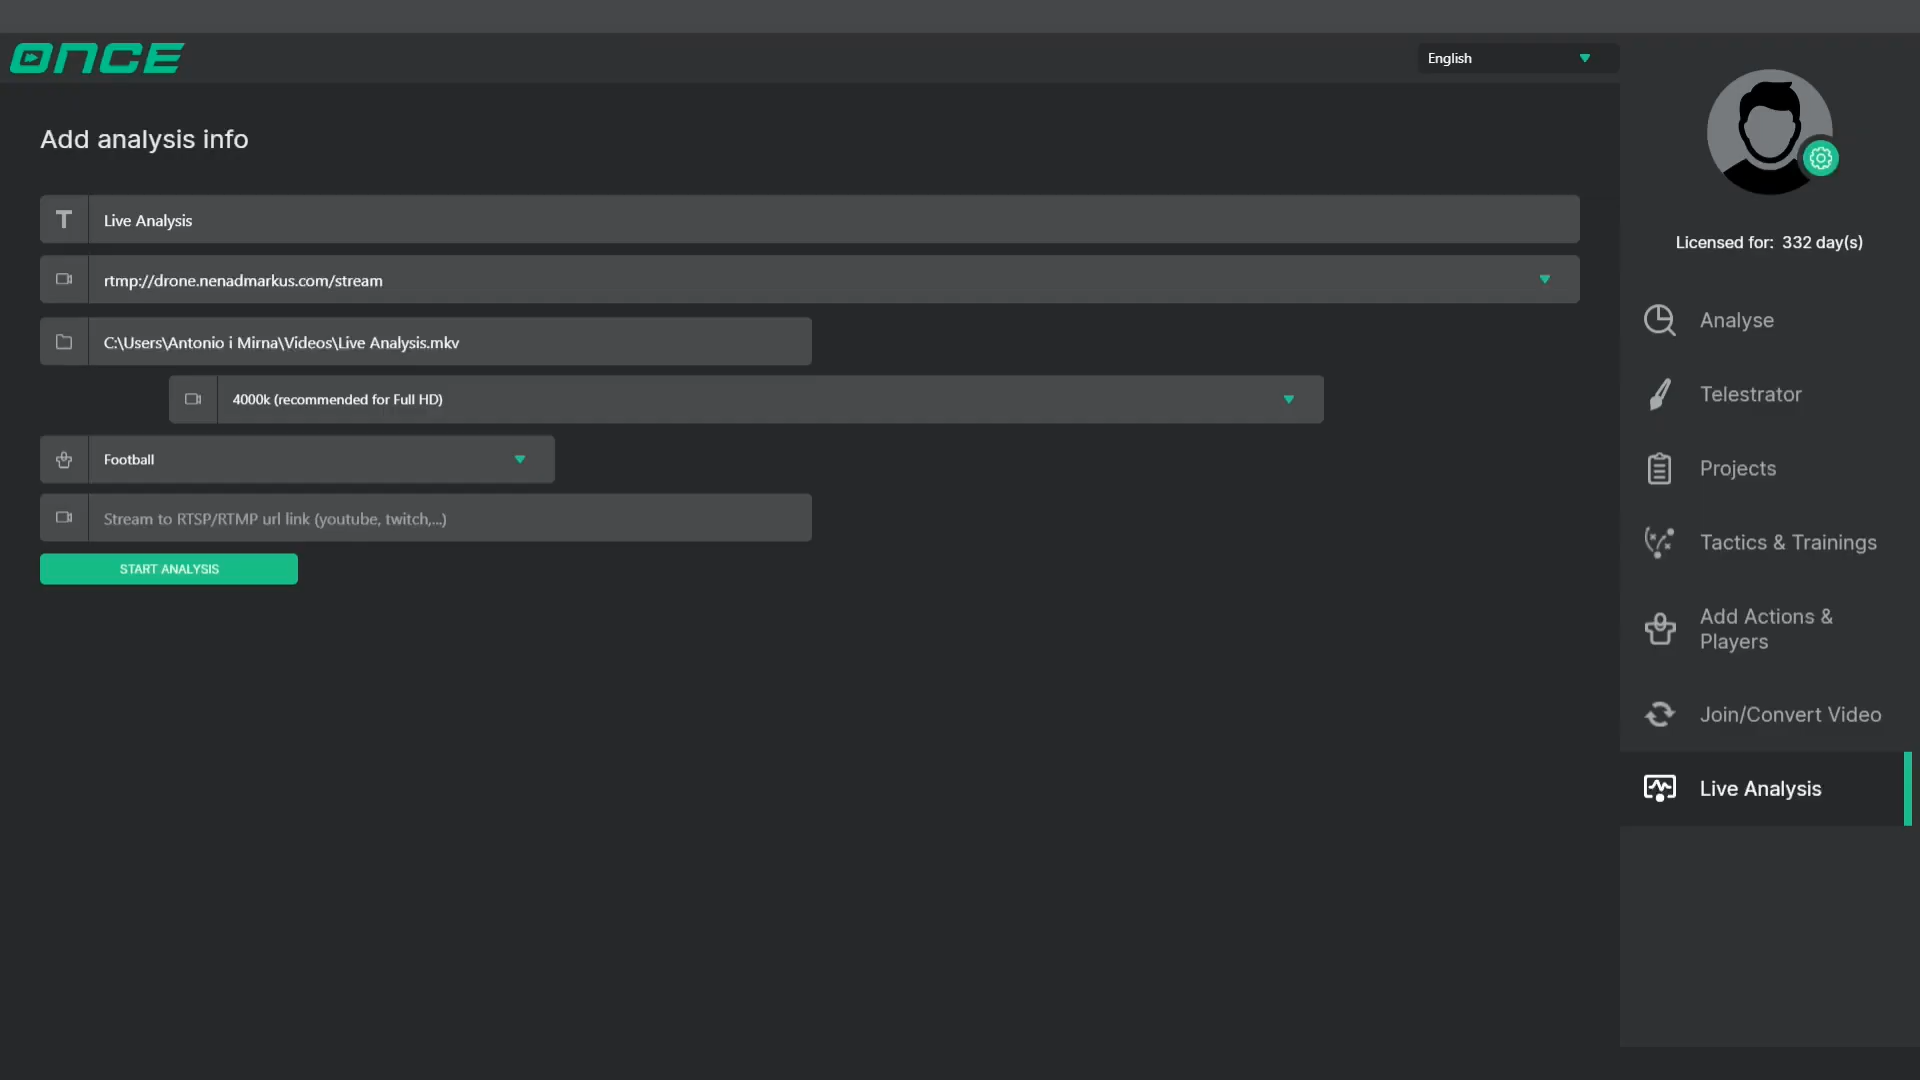 ONCE
English
Add analysis info
T
Live Analysis
rtmp://drone.nenadmarkus.com/stream
C:\Users\Antonio i Mirna\Videos\Live Analysis.mkv
4000k (recommended for Full HD)
Football
Stream to RTSP/RTMP url link (youtube, twitch,...)
START ANALYSIS
Licensed for: 332 day(s)
Analyse
Telestrator
Projects
Tactics & Trainings
Add Actions &
Players
Join/Convert Video
Live Analysis